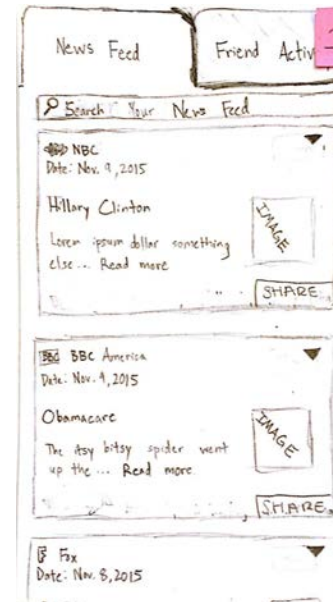 News Feed
Friend Activ
Search Your News Feed
NBC
Date: Nov. 9, 2015
Hillary Clinton
IMAGE
Lorem ipsum dollar something
else... Read more
SHARE
BBC BBC America
Date: Nov. 9, 2015
Obamacare
IMAGE
The itsy bitsy spider went
up the ... Read more
SHARE
F Fox
Date: Nov. 8, 2015